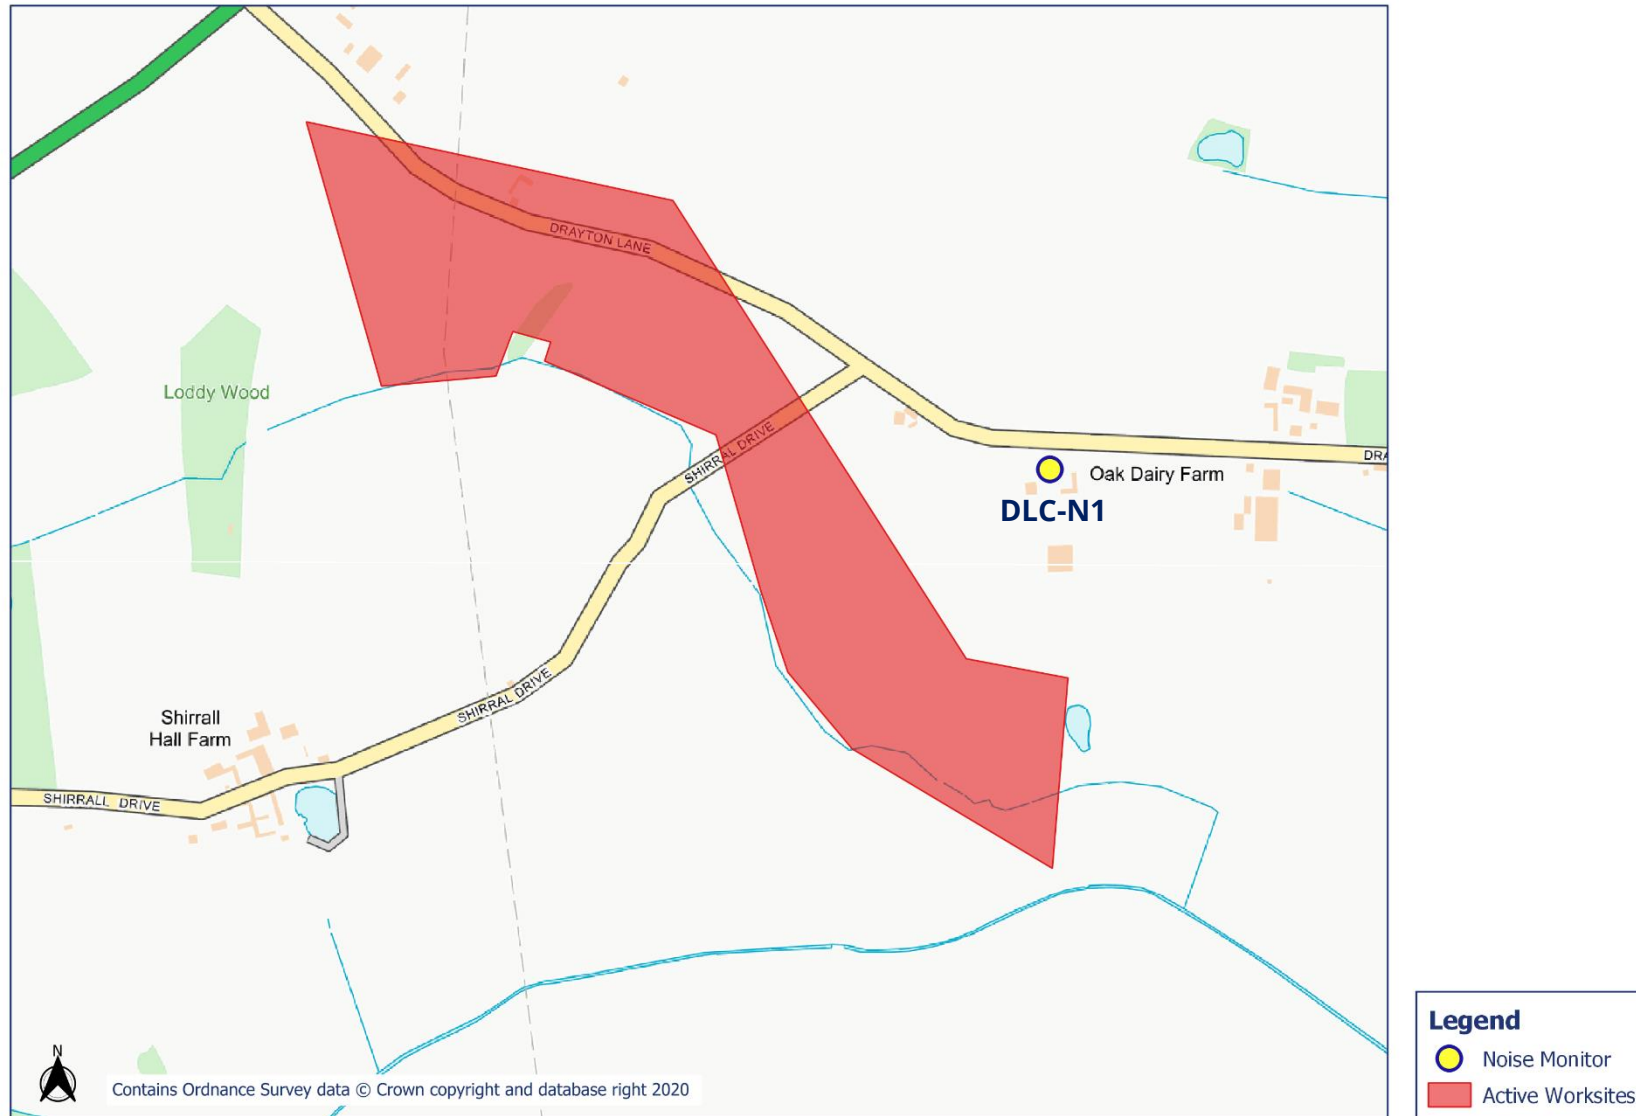 DRAYTON LANE
Loddy Wood
SHIRRAL DRIVE
DRA
Oak Dairy Farm
DLC-N1
SHIRRAL DRIVE
Shirrall
Hall Farm
SHIRRALL DRIVE
N
Contains Ordnance Survey data © Crown copyright and database right 2020
Legend
Noise Monitor
Active Worksites